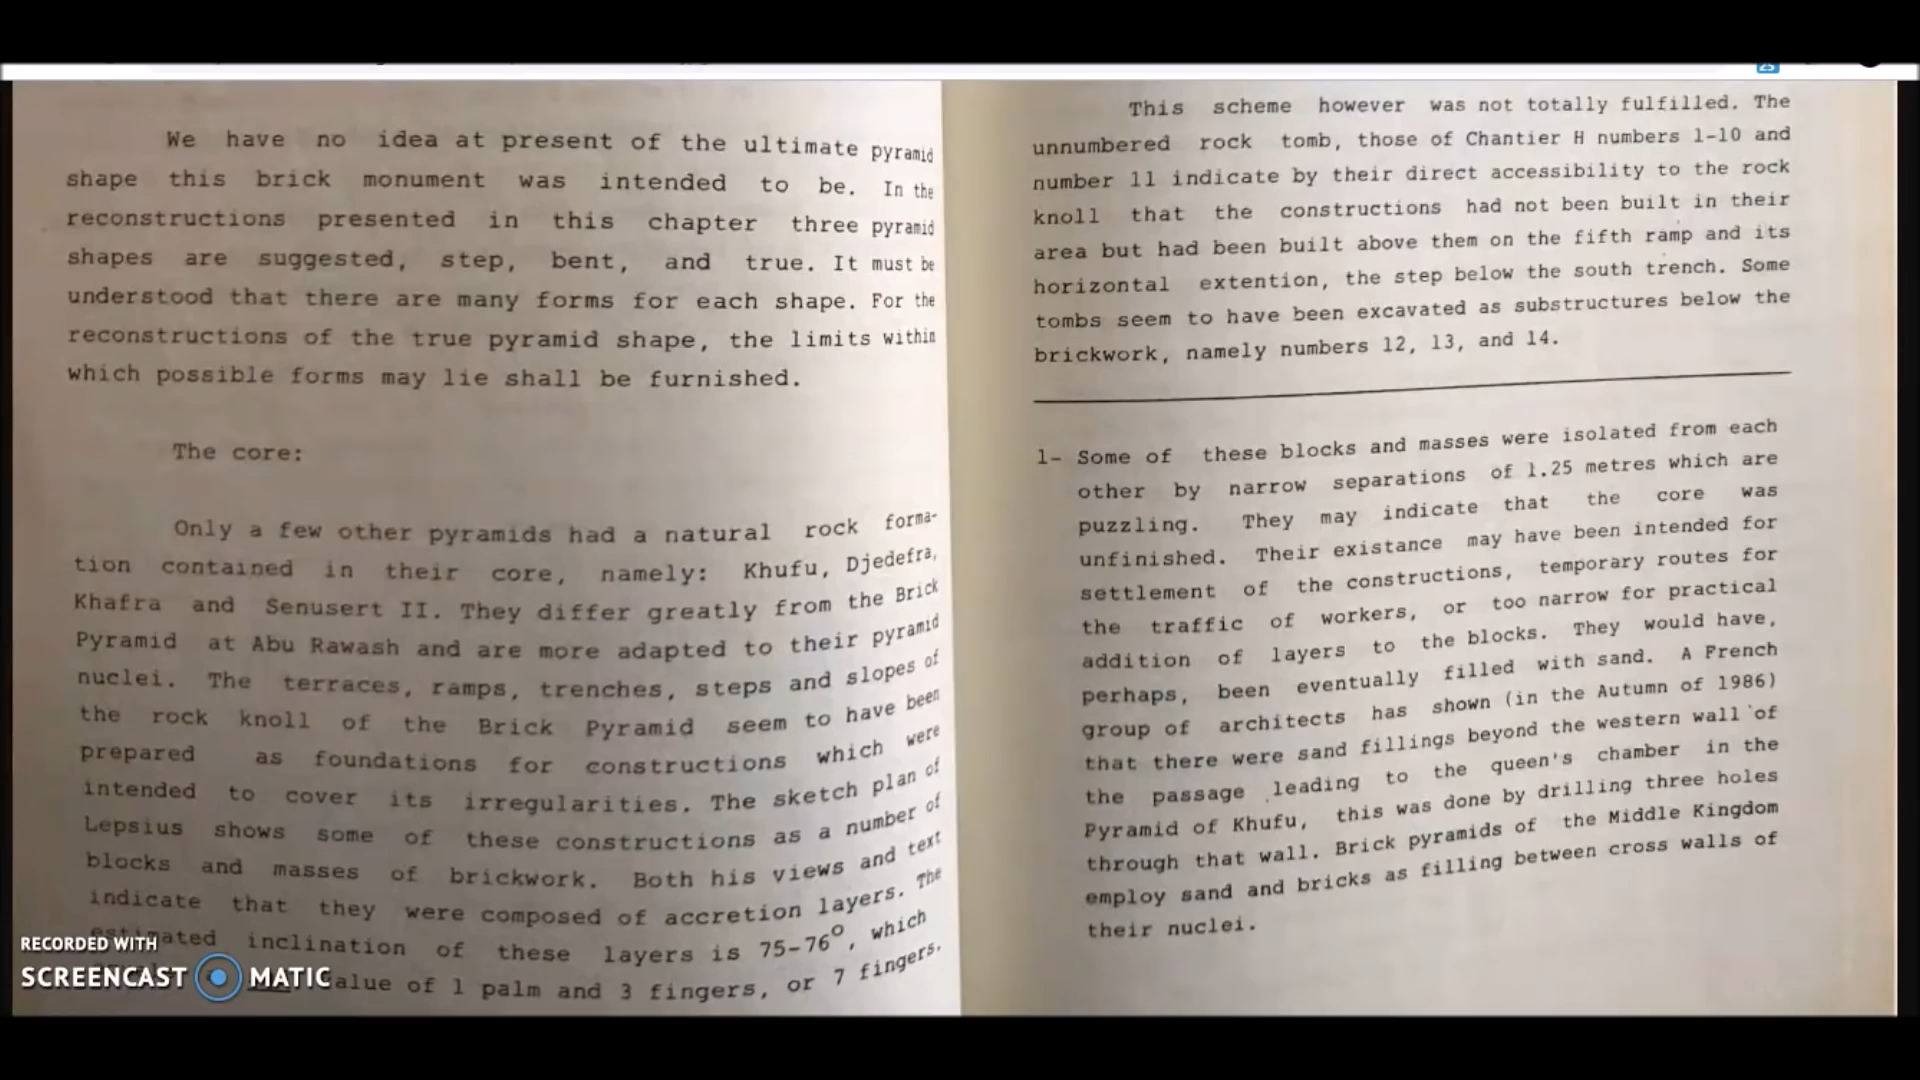 We have no idea at present of the ultimate pyramid
shape this brick monument was intended to be. In the
reconstructions presented in this chapter three pyramid
shapes are suggested, step, bent, and true. It must be
understood that there are many forms for each shape. For the
reconstructions of the true pyramid shape, the limits within
which possible forms may lie shall be furnished.
The core:
Only a few other pyramids had a natural rock forma-
tion contained in their core, namely: Khufu, Djedefra,
Khafra and Senusert II. They differ greatly from the Brick
Pyramid at Abu Rawash and are more adapted to their pyramid
nuclei. The terraces, ramps, trenches, steps and slopes of
the rock knoll of the Brick Pyramid seem to have been
prepared as foundations for constructions which were
intended to cover its irregularities. The sketch plan of
Lepsius shows some of these constructions as a number of
blocks and masses of brickwork. Both his views and text
indicate that they were composed of accretion layers. The
estimated inclination of these layers is 75-76°, which
value of 1 palm and 3 fingers, or 7 fingers.
This scheme however was not totally fulfilled. The
unnumbered rock tomb, those of Chantier H numbers 1-10 and
number 11 indicate by their direct accessibility to the rock
knoll that the constructions had not been built in their
area but had been built above them on the fifth ramp and its
horizontal extention, the step below the south trench. Some
tombs seem to have been excavated as substructures below the
brickwork, namely numbers 12, 13, and 14.
1- Some of these blocks and masses were isolated from each
other by narrow separations of 1.25 metres which are
puzzling. They may indicate that the core was
unfinished. Their existance may have been intended for
settlement of the constructions, temporary routes for
the traffic of workers, or too narrow for practical
addition of layers to the blocks. They would have,
perhaps, been eventually filled with sand. A French
group of architects has shown (in the Autumn of 1986)
that there were sand fillings beyond the western wall of
the passage leading to the queen's chamber in the
Pyramid of Khufu, this was done by drilling three holes
through that wall. Brick pyramids of the Middle Kingdom
employ sand and bricks as filling between cross walls of
their nuclei.
RECORDED WITH
SCREENCAST MATIC